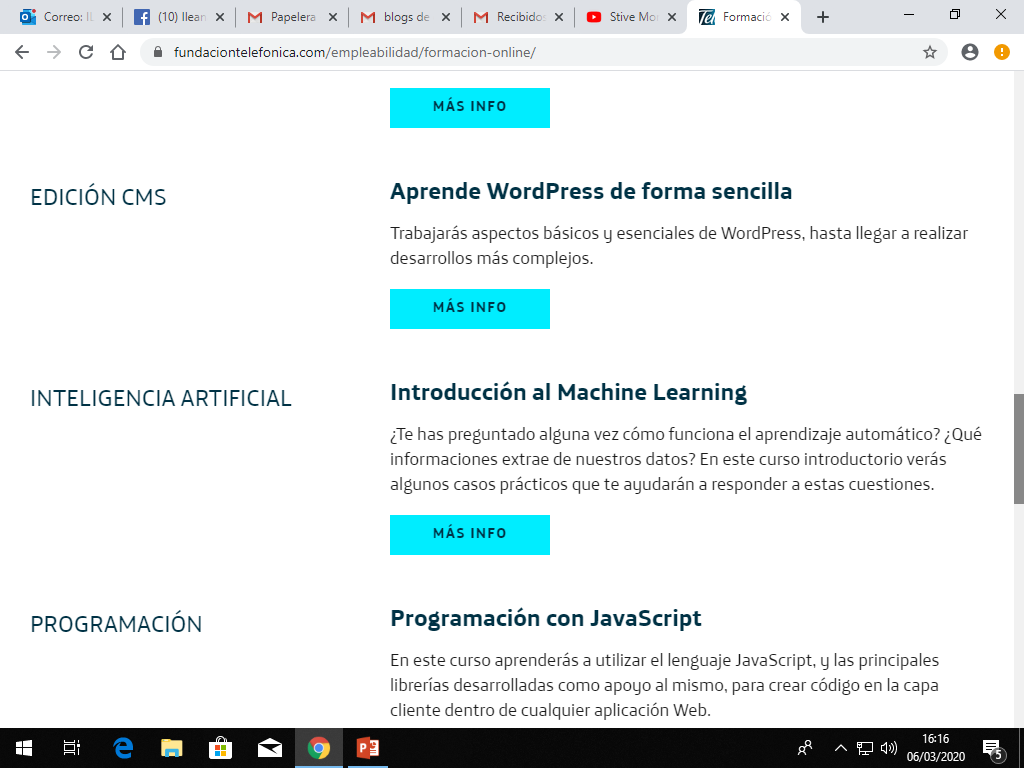 Correo: IL
(10) Ilean
Papelera
blogs de
Recibidos
Stive Mo
Formació
fundaciontelefonica.com/empleabilidad/formacion-online/
MÁS INFO
EDICIÓN CMS
Aprende WordPress de forma sencilla
Trabajarás aspectos básicos y esenciales de WordPress, hasta llegar a realizar
desarrollos más complejos.
MÁS INFO
INTELIGENCIA ARTIFICIAL
Introducción al Machine Learning
¿Te has preguntado alguna vez cómo funciona el aprendizaje automático? ¿Qué
informaciones extrae de nuestros datos? En este curso introductorio verás
algunos casos prácticos que te ayudarán a responder a estas cuestiones.
MÁS INFO
PROGRAMACIÓN
Programación con JavaScript
En este curso aprenderás a utilizar el lenguaje JavaScript, y las principales
librerías desarrolladas como apoyo al mismo, para crear código en la capa
cliente dentro de cualquier aplicación Web.
16:16
06/03/2020
5